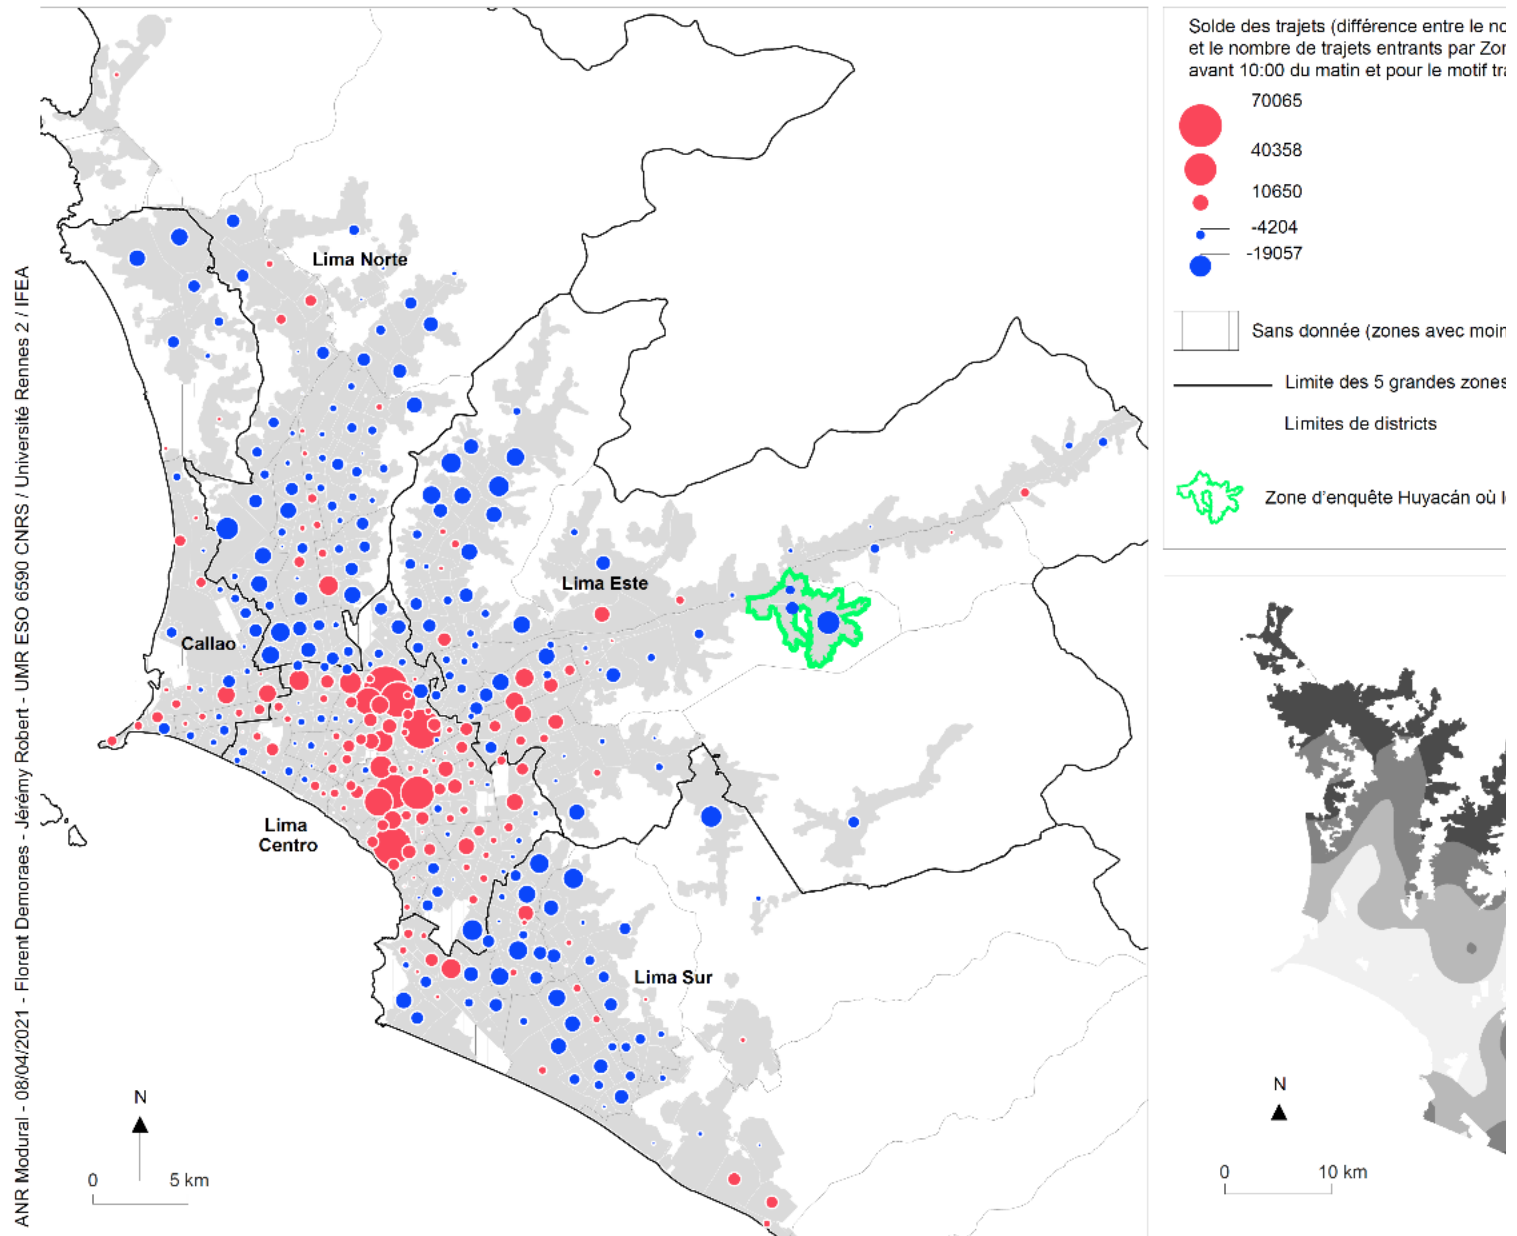 Solde des trajets (différence entre le no
et le nombre de trajets entrants par Zon
avant 10:00 du matin et pour le motif tra
70065
40358
10650
-4204
-19057
Sans donnée (zones avec moin
Limite des 5 grandes zones
Limites de districts
Zone d'enquête Huyacán où l
Lima Norte
Lima Este
Callao
Lima
Centro
Lima Sur
N
0 5 km
N
0 10 km
ANR Modural - 08/04/2021 - Florent Demoraes - Jérémy Robert - UMR ESO 6590 CNRS / Université Rennes 2 / IFEA